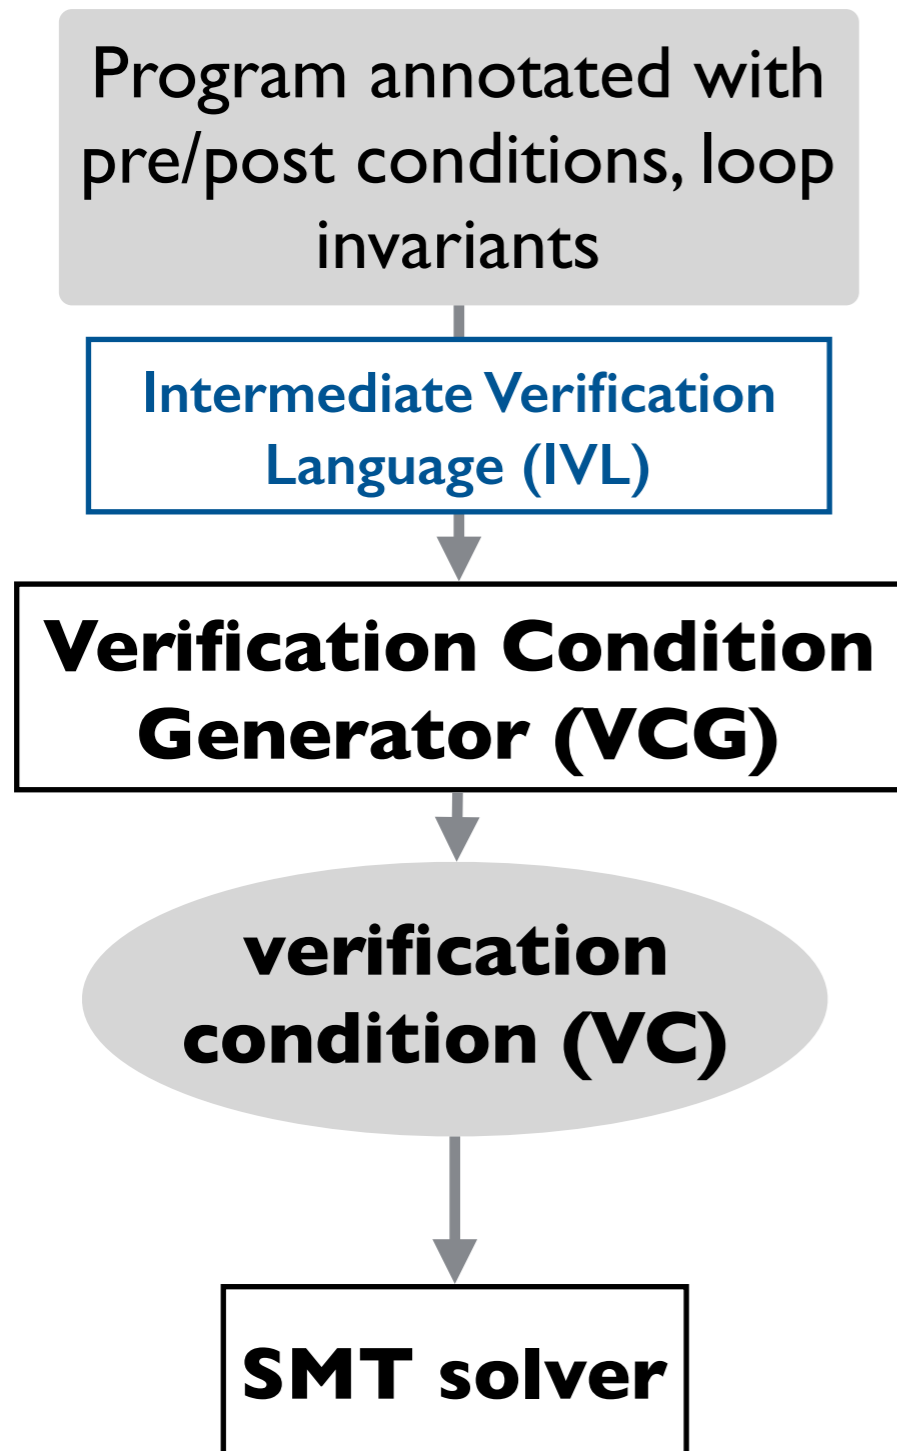 Program annotated with
pre/post conditions, loop
invariants
Intermediate Verification
Language (IVL)
Verification Condition
Generator (VCG)
verification
condition (VC)
SMT solver